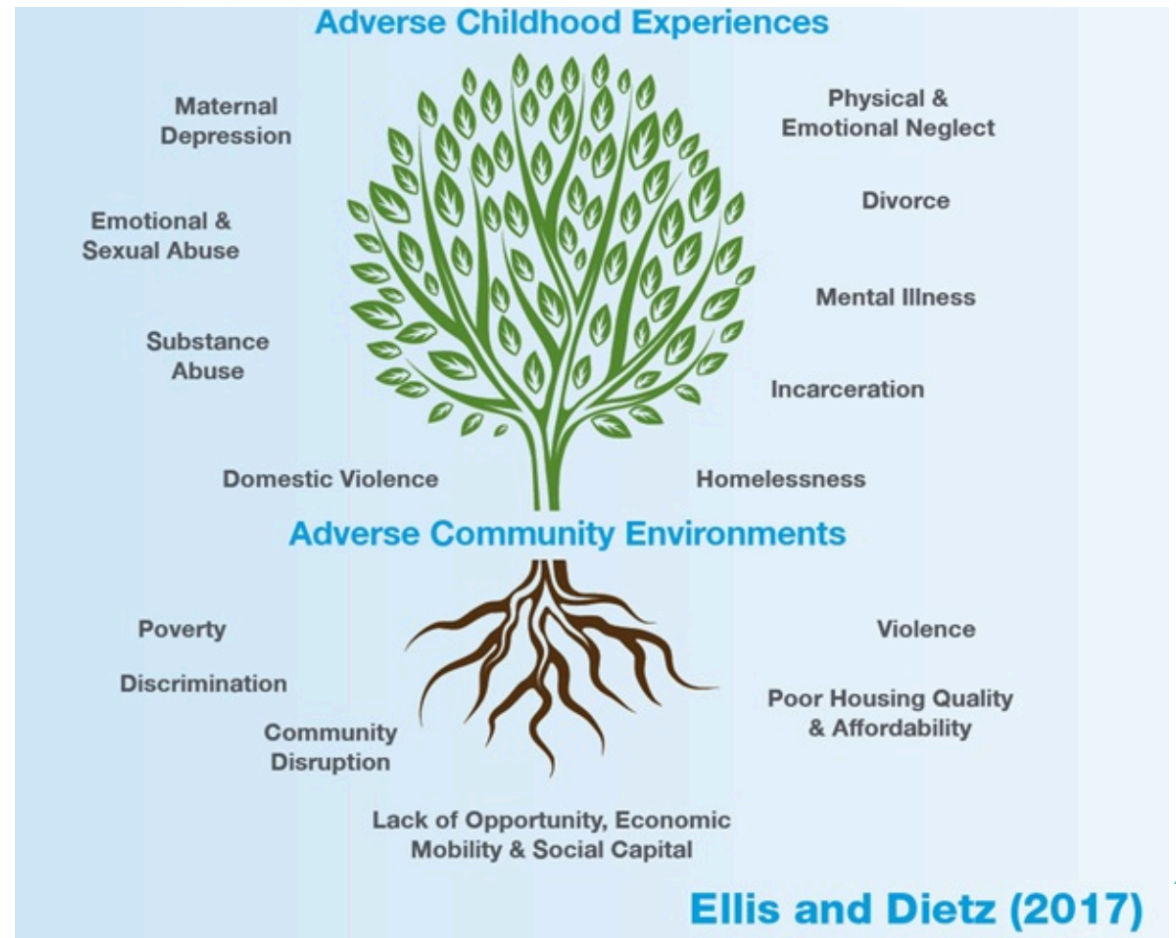 Adverse Childhood Experiences
Maternal
Depression
Physical &
Emotional Neglect
Emotional &
Sexual Abuse
Divorce
Mental Illness
Substance
Abuse
Incarceration
Domestic Violence
Homelessness
Adverse Community Environments
Poverty
Violence
Discrimination
Poor Housing Quality
& Affordability
Community
Disruption
Lack of Opportunity, Economic
Mobility & Social Capital
Ellis and Dietz (2017)